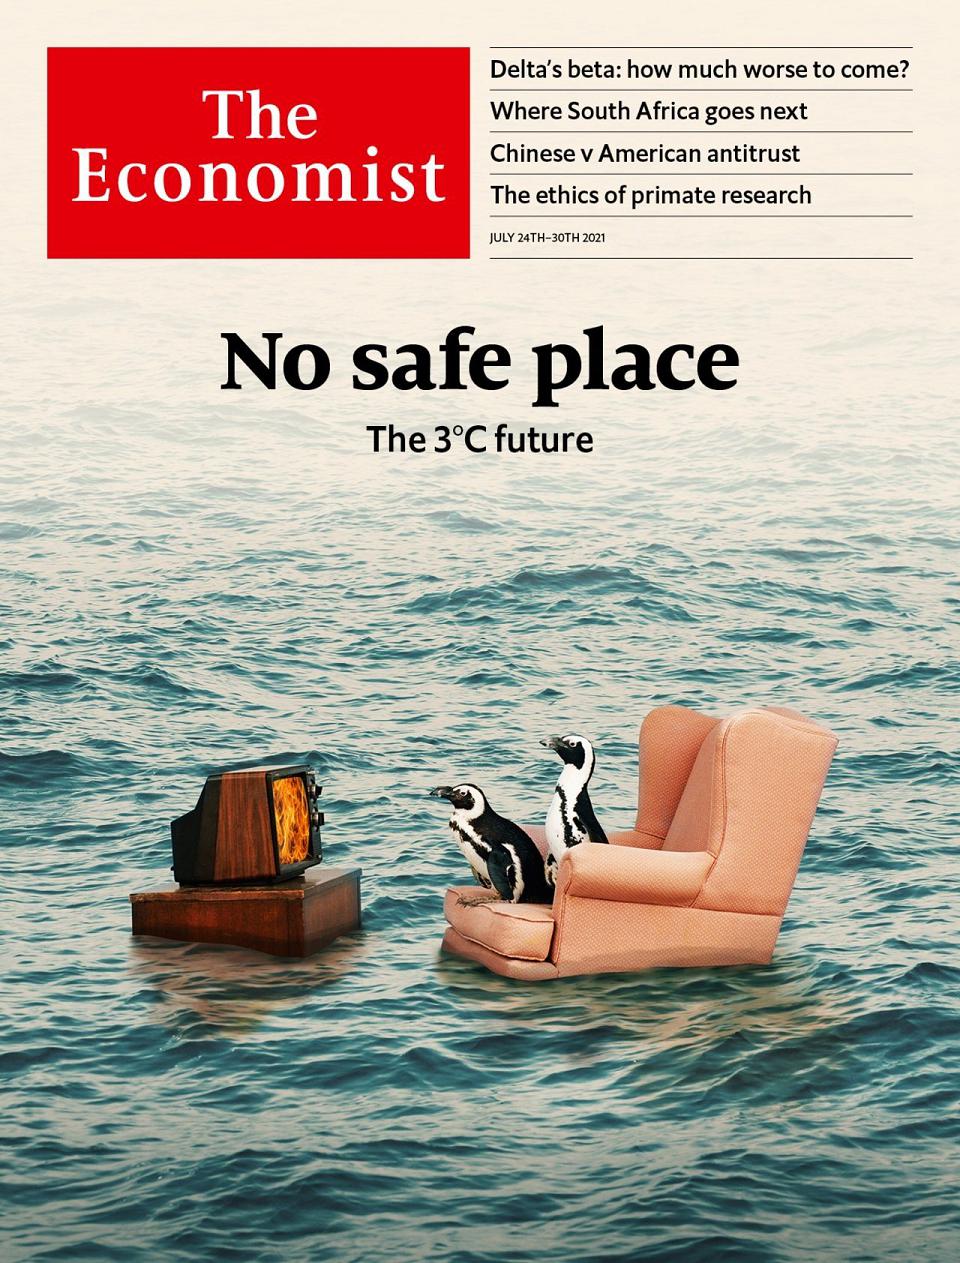 The
Economist
Delta's beta: how much worse to come?
Where South Africa goes next
Chinese v American antitrust
The ethics of primate research
JULY 24TH–30TH 2021
No safe place
The 3°C future